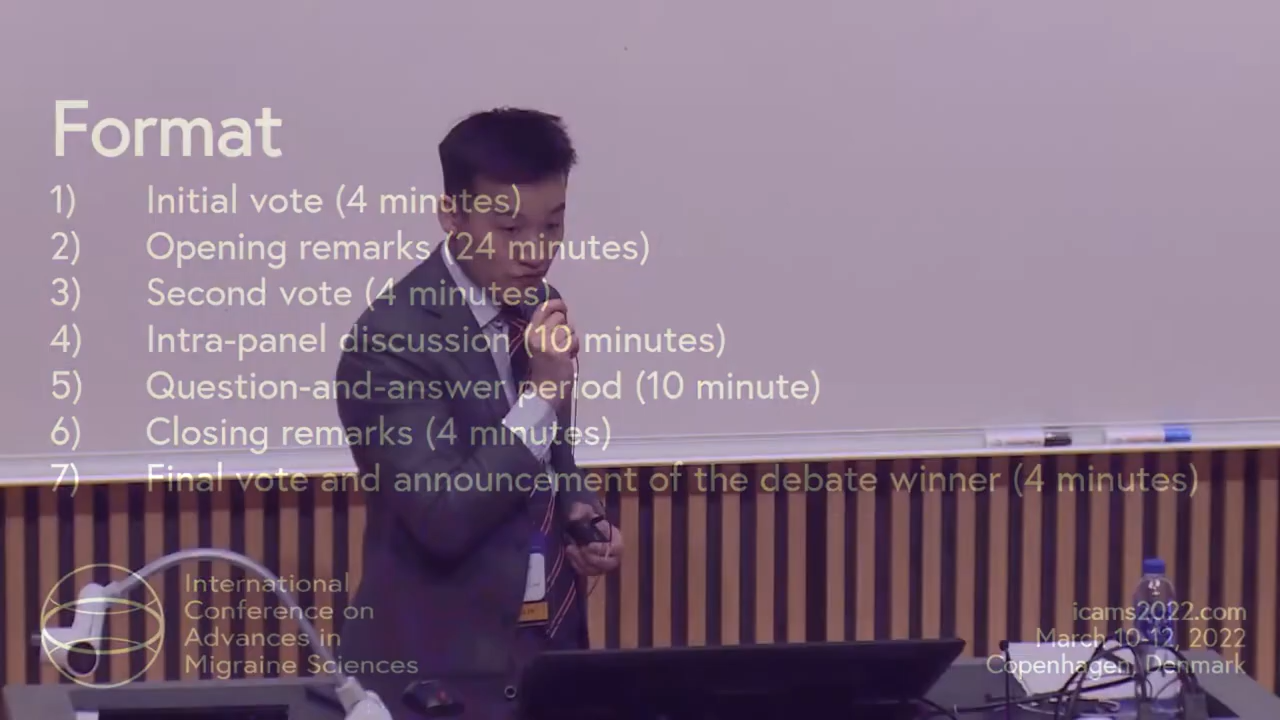 Format
1) Initial vote (4 minutes)
2) Opening remarks (24 minutes)
3) Second vote (4 minutes)
4) Intra-panel discussion (10 minutes)
5) Question-and-answer period (10 minute)
6) Closing remarks (4 minutes)
7) Final vote and announcement of the debate winner (4 minutes)
International
Conference on
Advances in
Migraine Sciences
icams2022.com
March 10-12, 2022
Copenhagen, Denmark